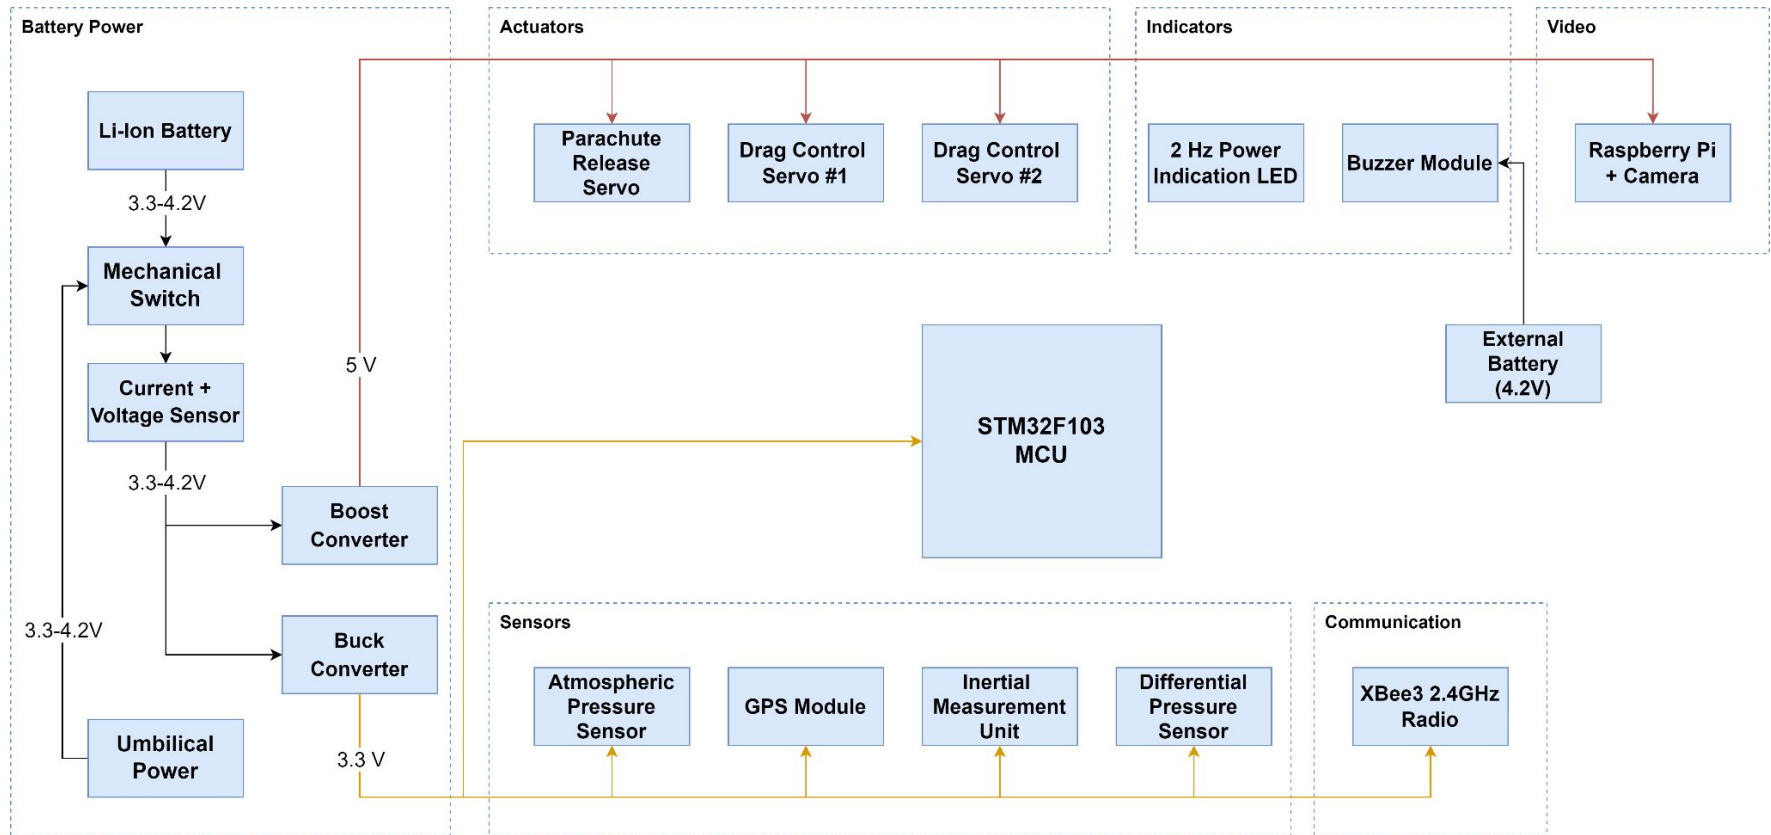 Battery Power
Li-Ion Battery
3.3-4.2V
Mechanical
Switch
Current +
Voltage Sensor
3.3-4.2V
Boost
Converter
5 V
Buck
Converter
3.3-4.2V
Umbilical
Power
3.3 V
Actuators
Parachute
Release
Servo
Drag Control
Servo #1
Drag Control
Servo #2
Indicators
2 Hz Power
Indication LED
Buzzer Module
Video
Raspberry Pi
+ Camera
External
Battery
(4.2V)
STM32F103
MCU
Sensors
Atmospheric
Pressure
Sensor
GPS Module
Inertial
Measurement
Unit
Differential
Pressure
Sensor
Communication
XBee3 2.4GHz
Radio